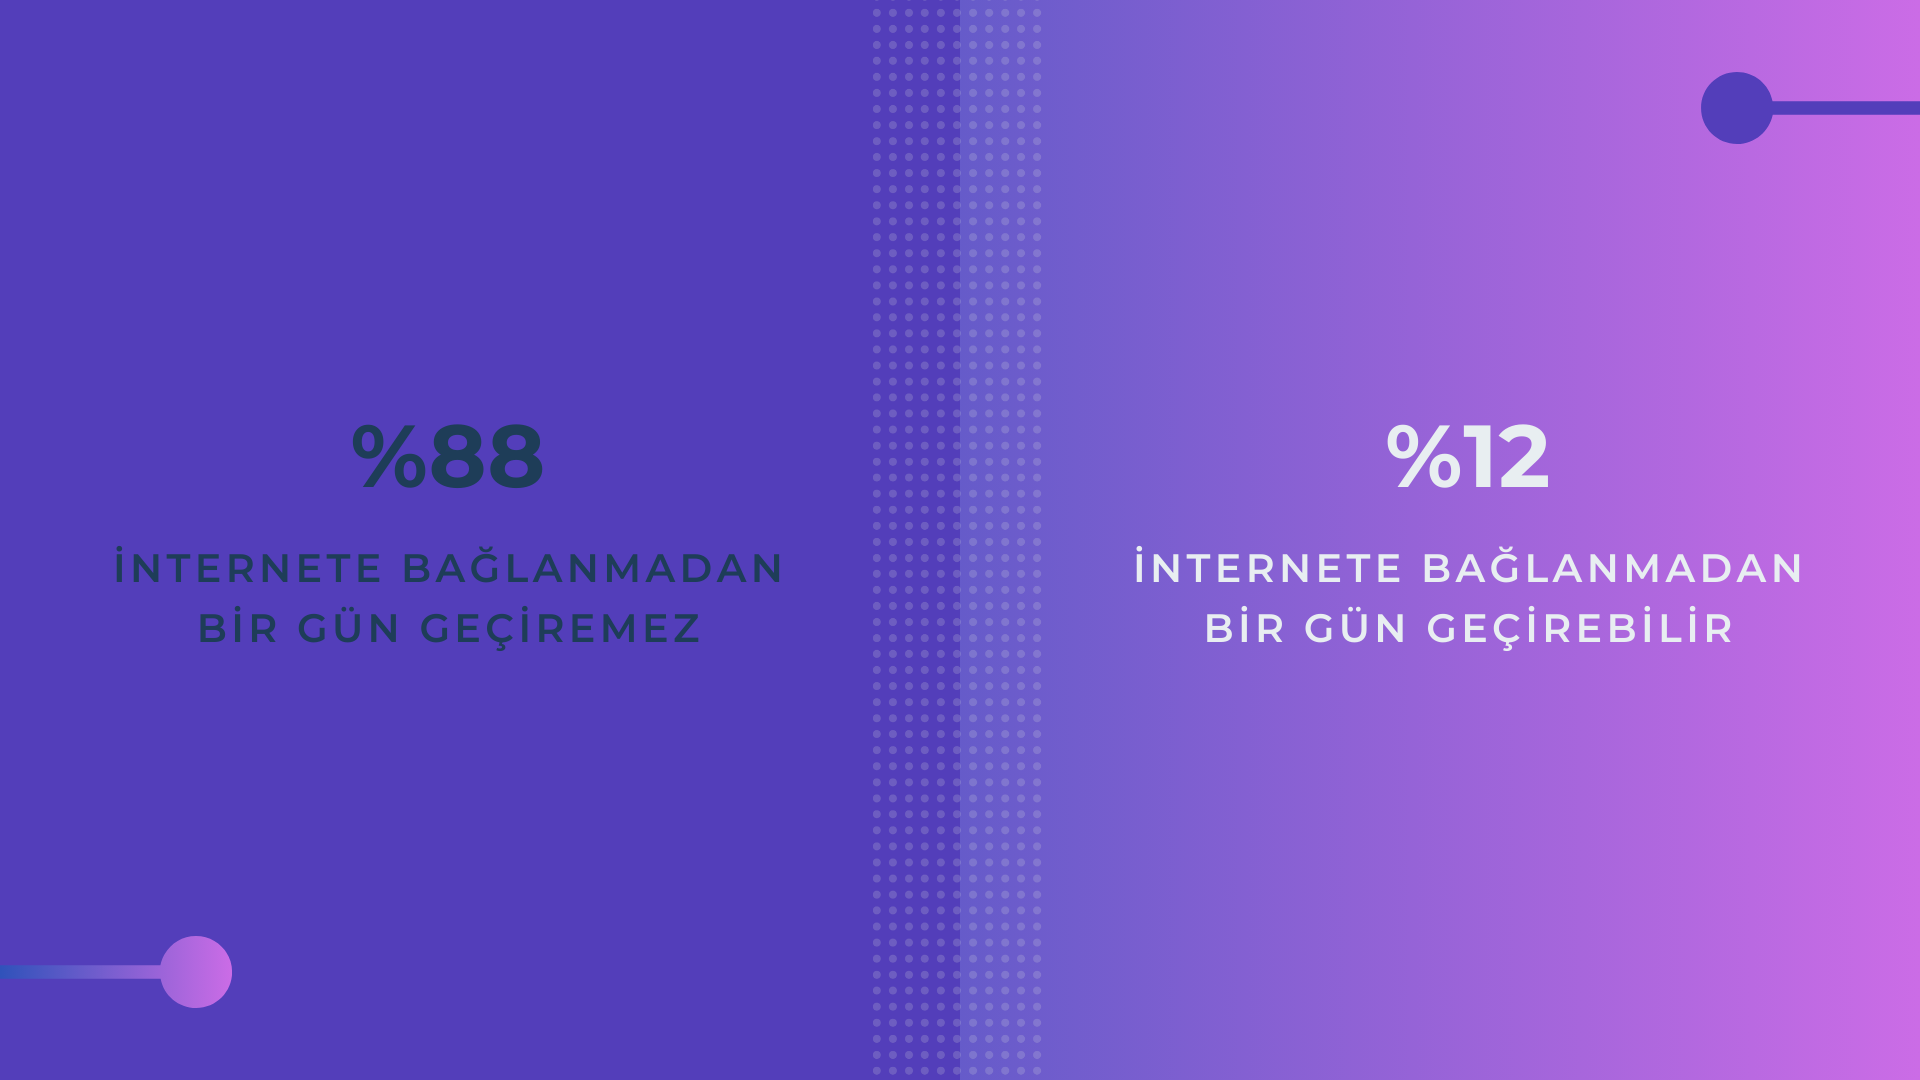 %88
İNTERNETE BAĞLANMADAN
BİR GÜN GEÇİREMEZ
%12
İNTERNETE BAĞLANMADAN
BİR GÜN GEÇİREBİLİR